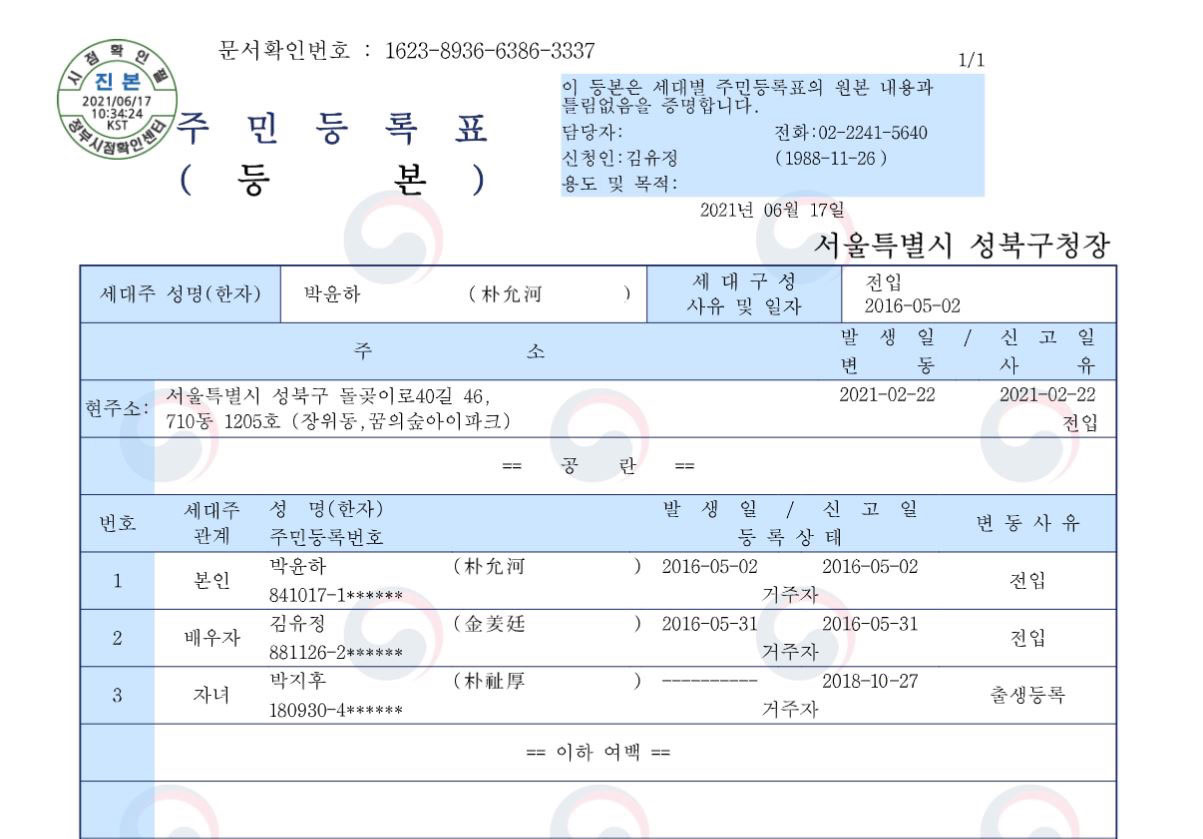 문서확인번호 : 1623-8936-6386-3337
1/1
시점확인필
진본
2021/06/17
10:34:24
KST
정부시점확인센터
주 민 등 록 표
( 등 본 )
이 등본은 세대별 주민등록표의 원본 내용과
틀림없음을 증명합니다.
담당자: 전화:02-2241-5640
신청인:김유정 (1988-11-26 )
용도 및 목적:
2021년 06월 17일
서울특별시 성북구청장
세대주 성명(한자) 박윤하 (朴允河 ) 세 대 구 성 전입
사유 및 일자 2016-05-02
주 소 발 생 일 / 신 고 일
변 동 사 유
현주소: 서울특별시 성북구 돌곶이로40길 46, 2021-02-22 2021-02-22
710동 1205호 (장위동,꿈의숲아이파크) 전입
== 공 란 ==
번호 세대주 성 명(한자) 발 생 일 / 신 고 일 변 동 사 유
관계 주민등록번호 등 록 상 태
1 본인 박윤하 (朴允河 ) 2016-05-02 2016-05-02 전입
841017-1****** 거주자
2 배우자 김유정 (金姜廷 ) 2016-05-31 2016-05-31 전입
881126-2****** 거주자
3 자녀 박지후 (朴祉厚 ) ---------- 2018-10-27 출생등록
180930-4****** 거주자
== 이하 여백 ==